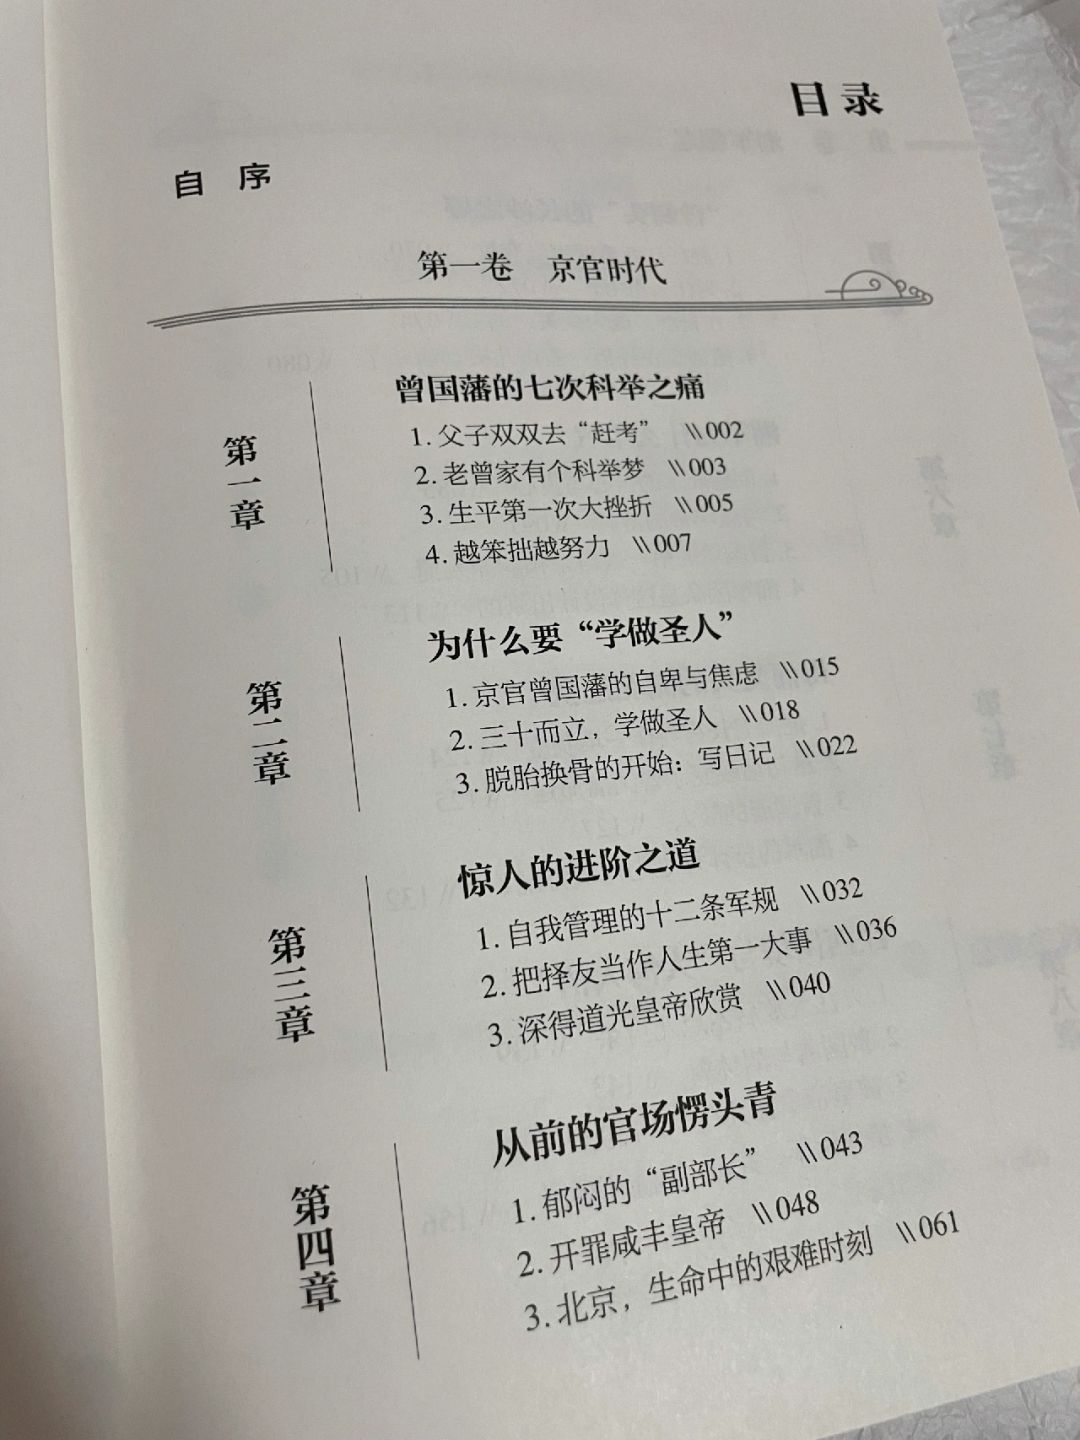 目录
自 序
第一卷 京官时代
第一章
曾国藩的七次科举之痛
1. 父子双双去“赶考” \\002
2. 老曾家有个科举梦 \\003
3. 生平第一次大挫折 \\005
4. 越笨拙越努力 \\007
第二章
为什么要“学做圣人”
1. 京官曾国藩的自卑与焦虑 \\015
2. 三十而立，学做圣人 \\018
3. 脱胎换骨的开始：写日记 \\022
第三章
惊人的进阶之道
1. 自我管理的十二条军规 \\032
2. 把择友当作人生第一大事 \\036
3. 深得道光皇帝欣赏 \\040
第四章
从前的官场愣头青
1. 郁闷的“副部长” \\043
2. 开罪咸丰皇帝 \\048
3. 北京，生命中的艰难时刻 \\061